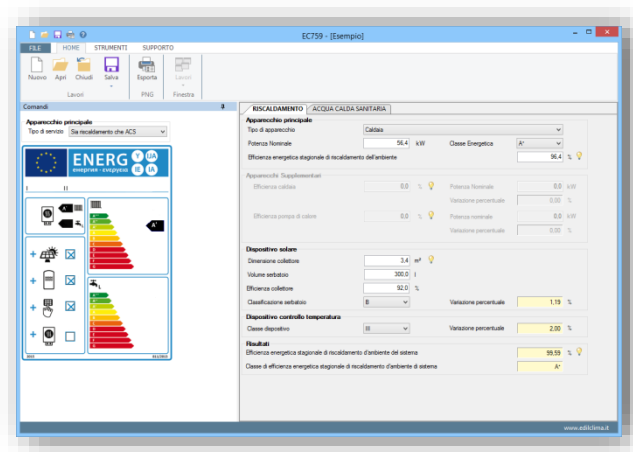 EC759 - [Esempio]
FILE HOME STRUMENTI SUPPORTO
Nuovo Apri Chiudi Salva Esporta Lavori
Lavori PNG Finestra
Comandi
Apparecchio principale
Tipo di servizio Sia riscaldamento che ACS
ENERG Y UA
енергия · ενεργεια IE IA
I II
A+
RISCALDAMENTO ACQUA CALDA SANITARIA
Apparecchio principale
Tipo di apparecchio Caldaia
Potenza Nominale 56,4 kW Classe Energetica A+
Efficienza energetica stagionale di riscaldamento dell'ambiente 96,4 %
Apparecchi Supplementari
Efficienza caldaia 0,0 % Potenza Nominale 0,0 kW
Variazione percentuale 0,00 %
Efficienza pompa di calore 0,0 % Potenza nominale 0,0 kW
Variazione percentuale 0,00 %
Dispositivo solare
Dimensione collettore 3,4 m²
Volume serbatoio 300,0 l
Efficienza collettore 92,0 %
Classificazione serbatoio B Variazione percentuale 1,19 %
Dispositivo controllo temperatura
Classe dispositivo III Variazione percentuale 2,00 %
Risultati
Efficienza energetica stagionale di riscaldamento d'ambiente del sistema 99,59 %
Classe di efficienza energetica stagionale di riscaldamento d'ambiente di sistema A+
www.edilclima.it